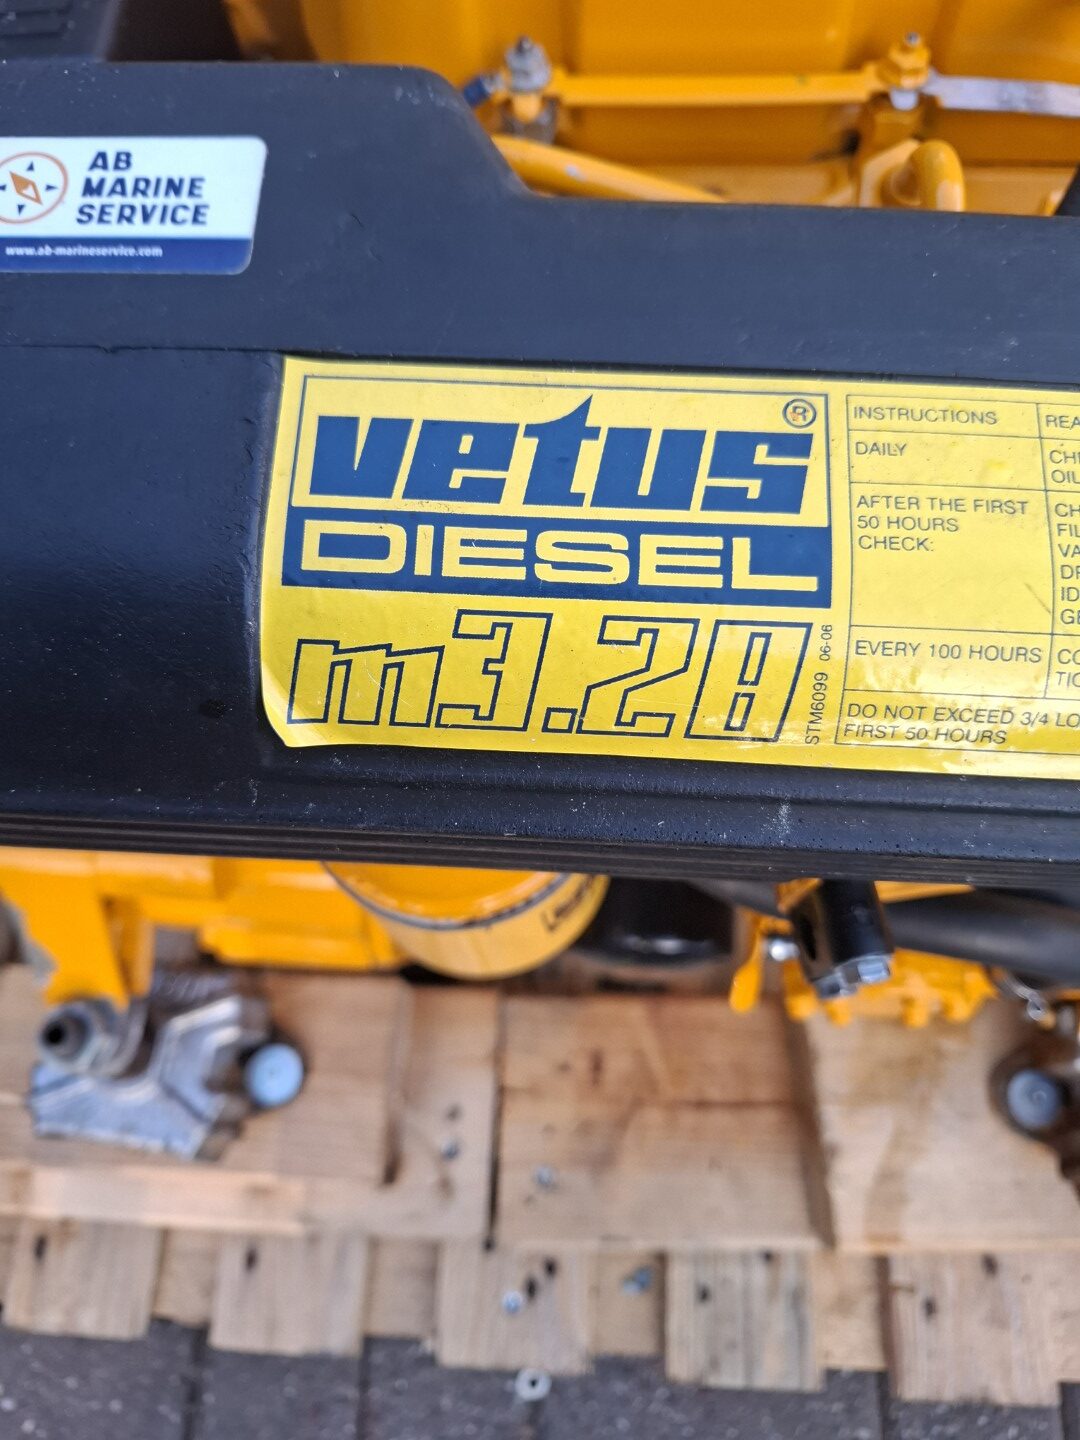 AB
MARINE
SERVICE
www.ab-marineservice.com
vetus ®
DIESEL
m3.28
STM6099 06-06
INSTRUCTIONS
DAILY
AFTER THE FIRST
50 HOURS
CHECK:
EVERY 100 HOURS
DO NOT EXCEED 3/4
FIRST 50 HOURS